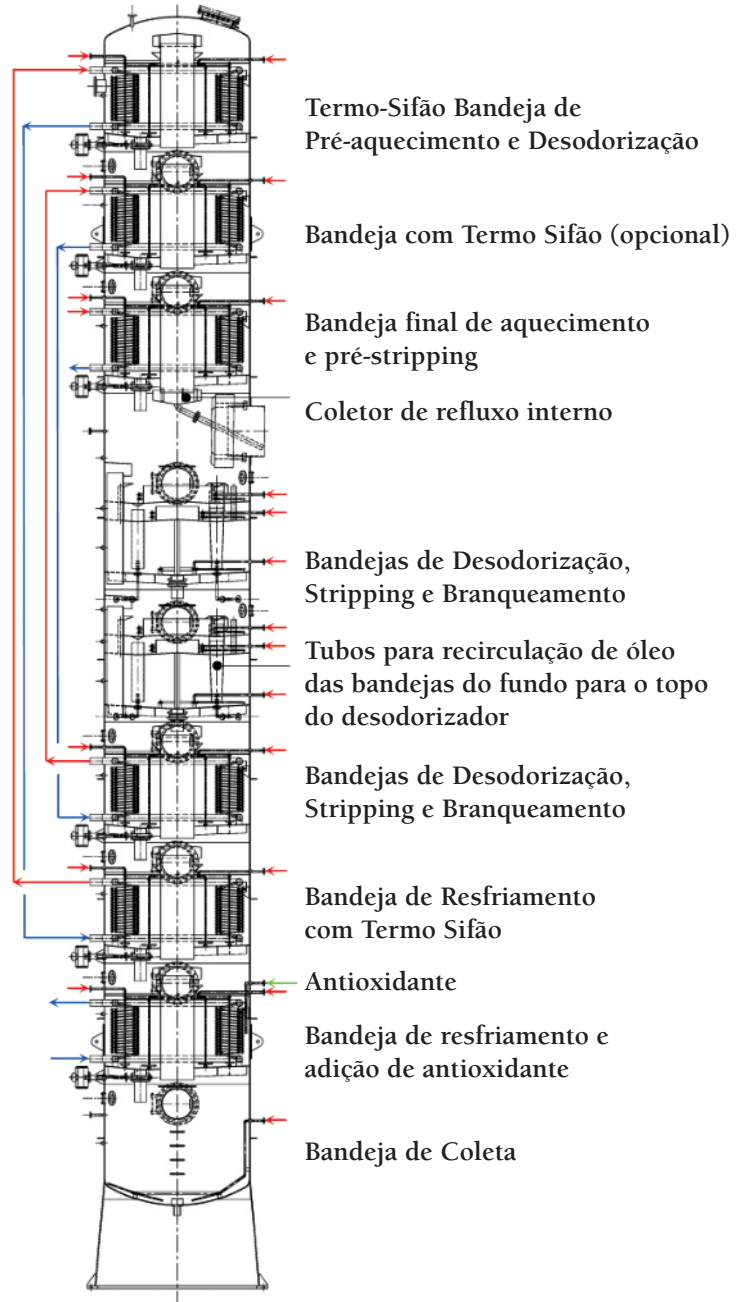 Termo-Sifão Bandeja de
Pré-aquecimento e Desodorização
Bandeja com Termo Sifão (opcional)
Bandeja final de aquecimento
e pré-stripping
Coletor de refluxo interno
Bandejas de Desodorização,
Stripping e Branqueamento
Tubos para recirculação de óleo
das bandejas do fundo para o topo
do desodorizador
Bandejas de Desodorização,
Stripping e Branqueamento
Bandeja de Resfriamento
com Termo Sifão
Antioxidante
Bandeja de resfriamento e
adição de antioxidante
Bandeja de Coleta